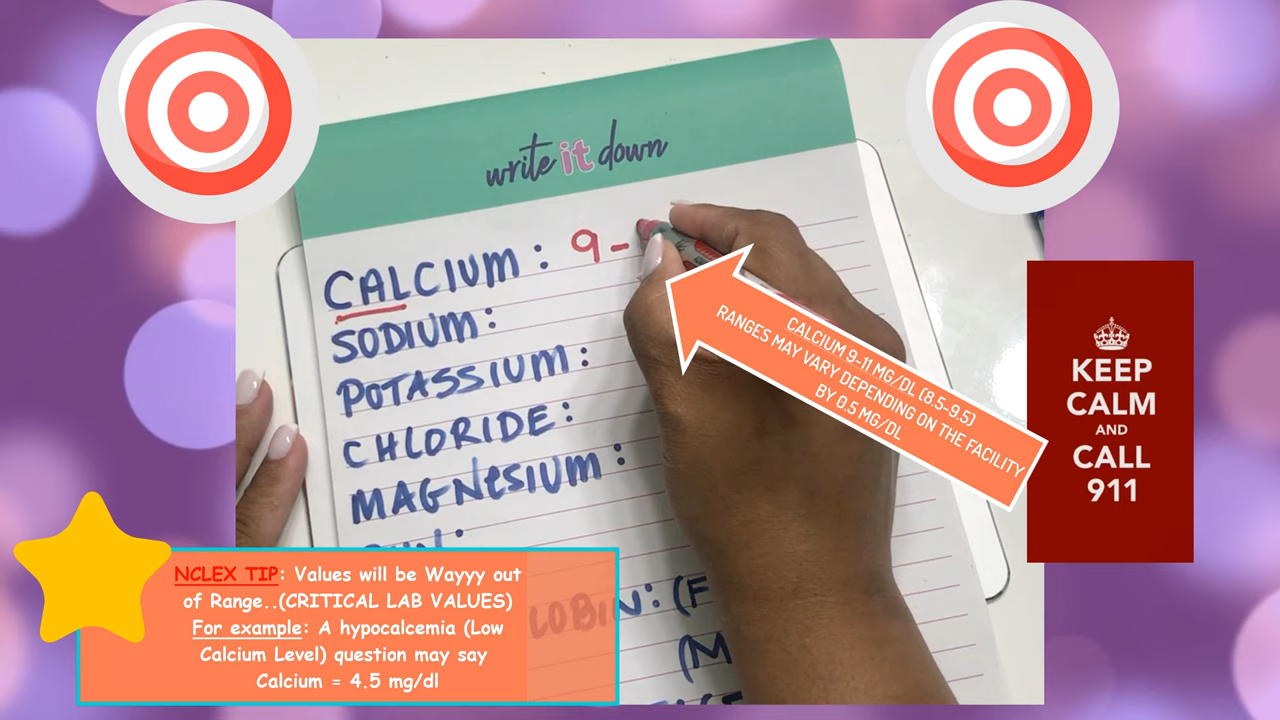 write it down
CALCIUM: 9-
SODIUM:
POTASSIUM:
CHLORIDE:
MAGNesIUM:
LOBIN: (F
(M
CALCIUM 9-11 MG/DL (8.5-9.5)
RANGES MAY VARY DEPENDING ON THE FACILITY
BY 0.5 MG/DL
KEEP
CALM
AND
CALL
911
NCLEX TIP: Values will be Wayyy out
of Range..(CRITICAL LAB VALUES)
For example: A hypocalcemia (Low
Calcium Level) question may say
Calcium = 4.5 mg/dl